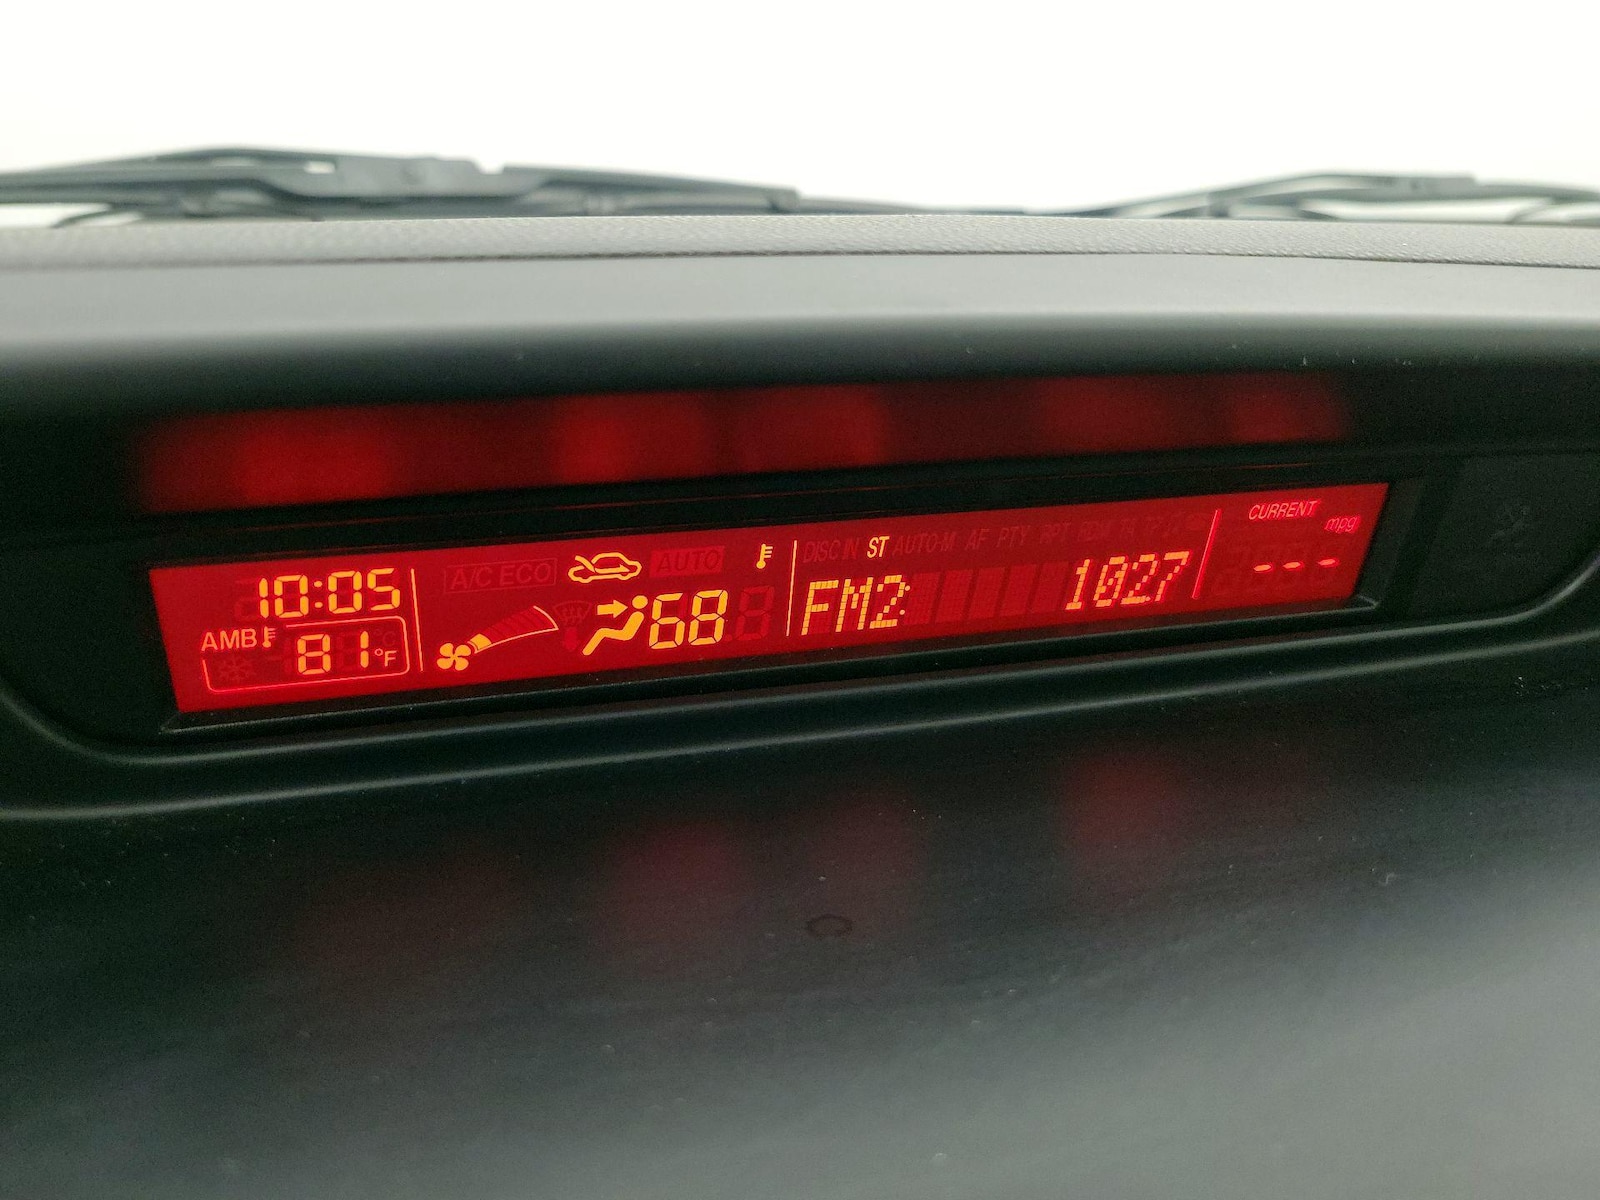 10:05
AMB 81°F
A/C ECO AUTO
68
DISC IN ST AUTO-M AF PTY RPT RDM TA TP
FM2 1027
CURRENT
mpg
---